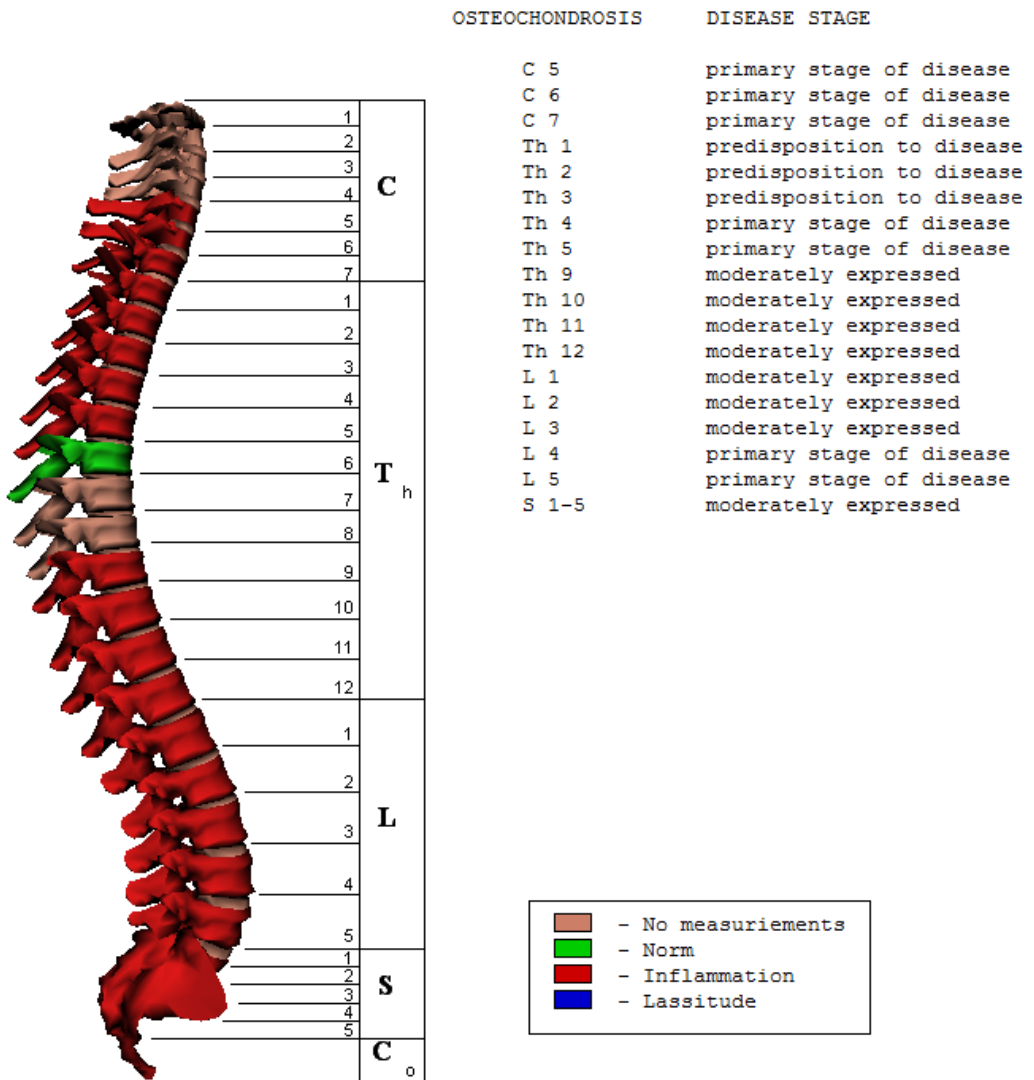 OSTEOCHONDROSIS DISEASE STAGE
C 5 primary stage of disease
C 6 primary stage of disease
C 7 primary stage of disease
Th 1 predisposition to disease
Th 2 predisposition to disease
Th 3 predisposition to disease
Th 4 primary stage of disease
Th 5 primary stage of disease
Th 9 moderately expressed
Th 10 moderately expressed
Th 11 moderately expressed
Th 12 moderately expressed
L 1 moderately expressed
L 2 moderately expressed
L 3 moderately expressed
L 4 primary stage of disease
L 5 primary stage of disease
S 1-5 moderately expressed
1
2
3
C
4
5
6
7
1
2
3
4
5
6
Th
7
8
9
10
11
12
1
2
L
3
4
5
1
2
S
3
4
5
Co
- No measuriements
- Norm
- Inflammation
- Lassitude